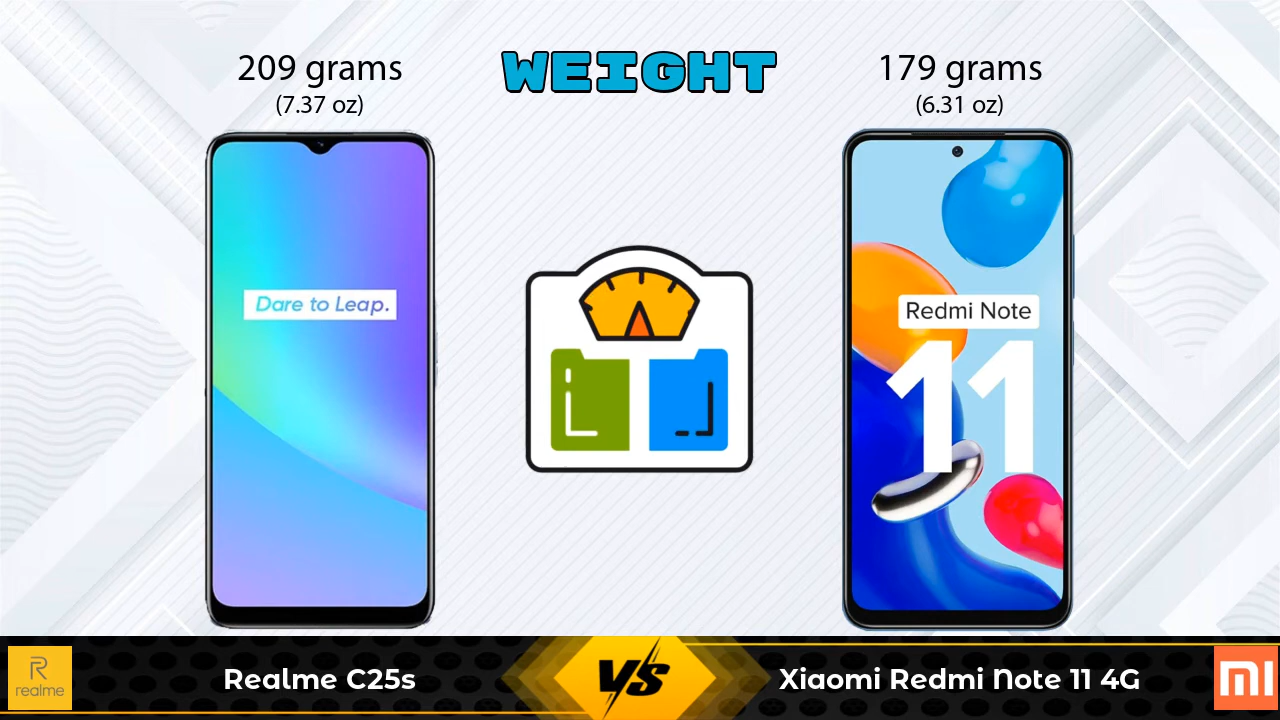 WEIGHT
209 grams
(7.37 oz)
179 grams
(6.31 oz)
Dare to Leap.
Redmi Note
11
R
realme
Realme C25s
VS
Xiaomi Redmi Note 11 4G
MI